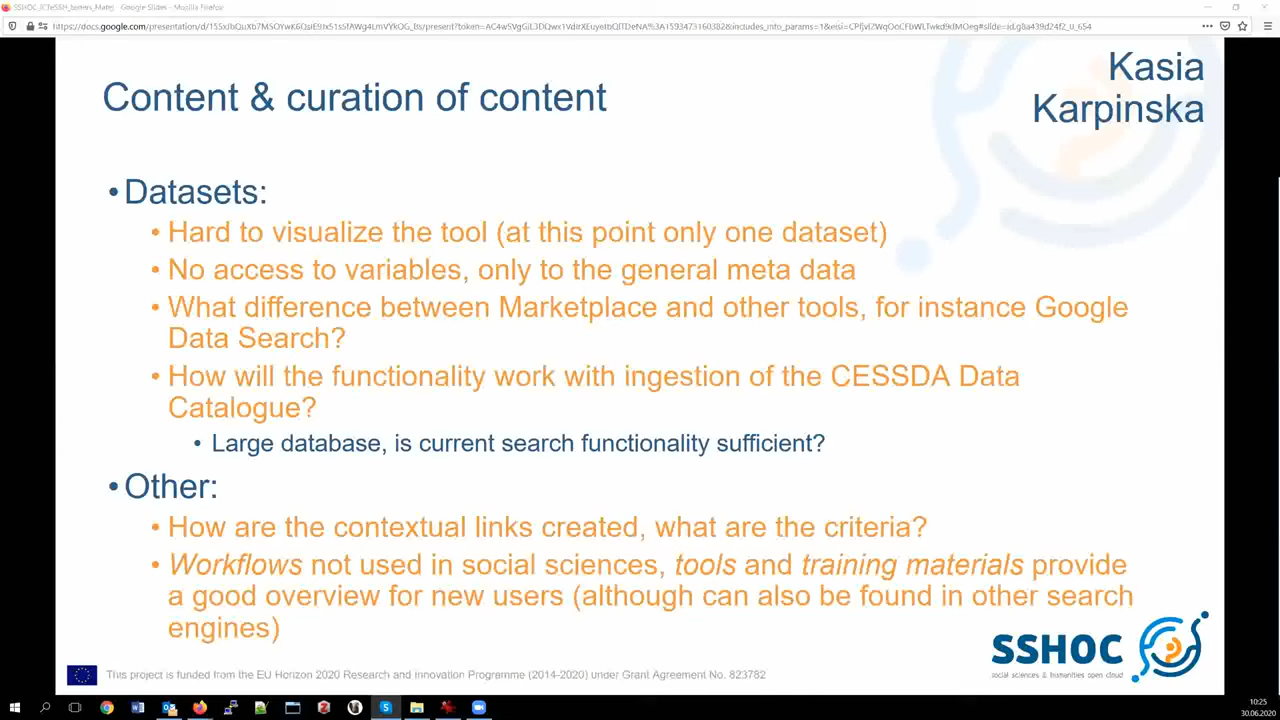 SSHOC_ICTeSSH_testers_Matej - Google Slides - Mozilla Firefox
Content & curation of content
Kasia
Karpinska
•Datasets:
• Hard to visualize the tool (at this point only one dataset)
• No access to variables, only to the general meta data
• What difference between Marketplace and other tools, for instance Google
Data Search?
• How will the functionality work with ingestion of the CESSDA Data
Catalogue?
• Large database, is current search functionality sufficient?
•Other:
• How are the contextual links created, what are the criteria?
• Workflows not used in social sciences, tools and training materials provide
a good overview for new users (although can also be found in other search
engines)
SSHOC
social sciences & humanities open cloud
This project is funded from the EU Horizon 2020 Research and Innovation Programme (2014-2020) under Grant Agreement No. 823782
10:25
30.06.2020